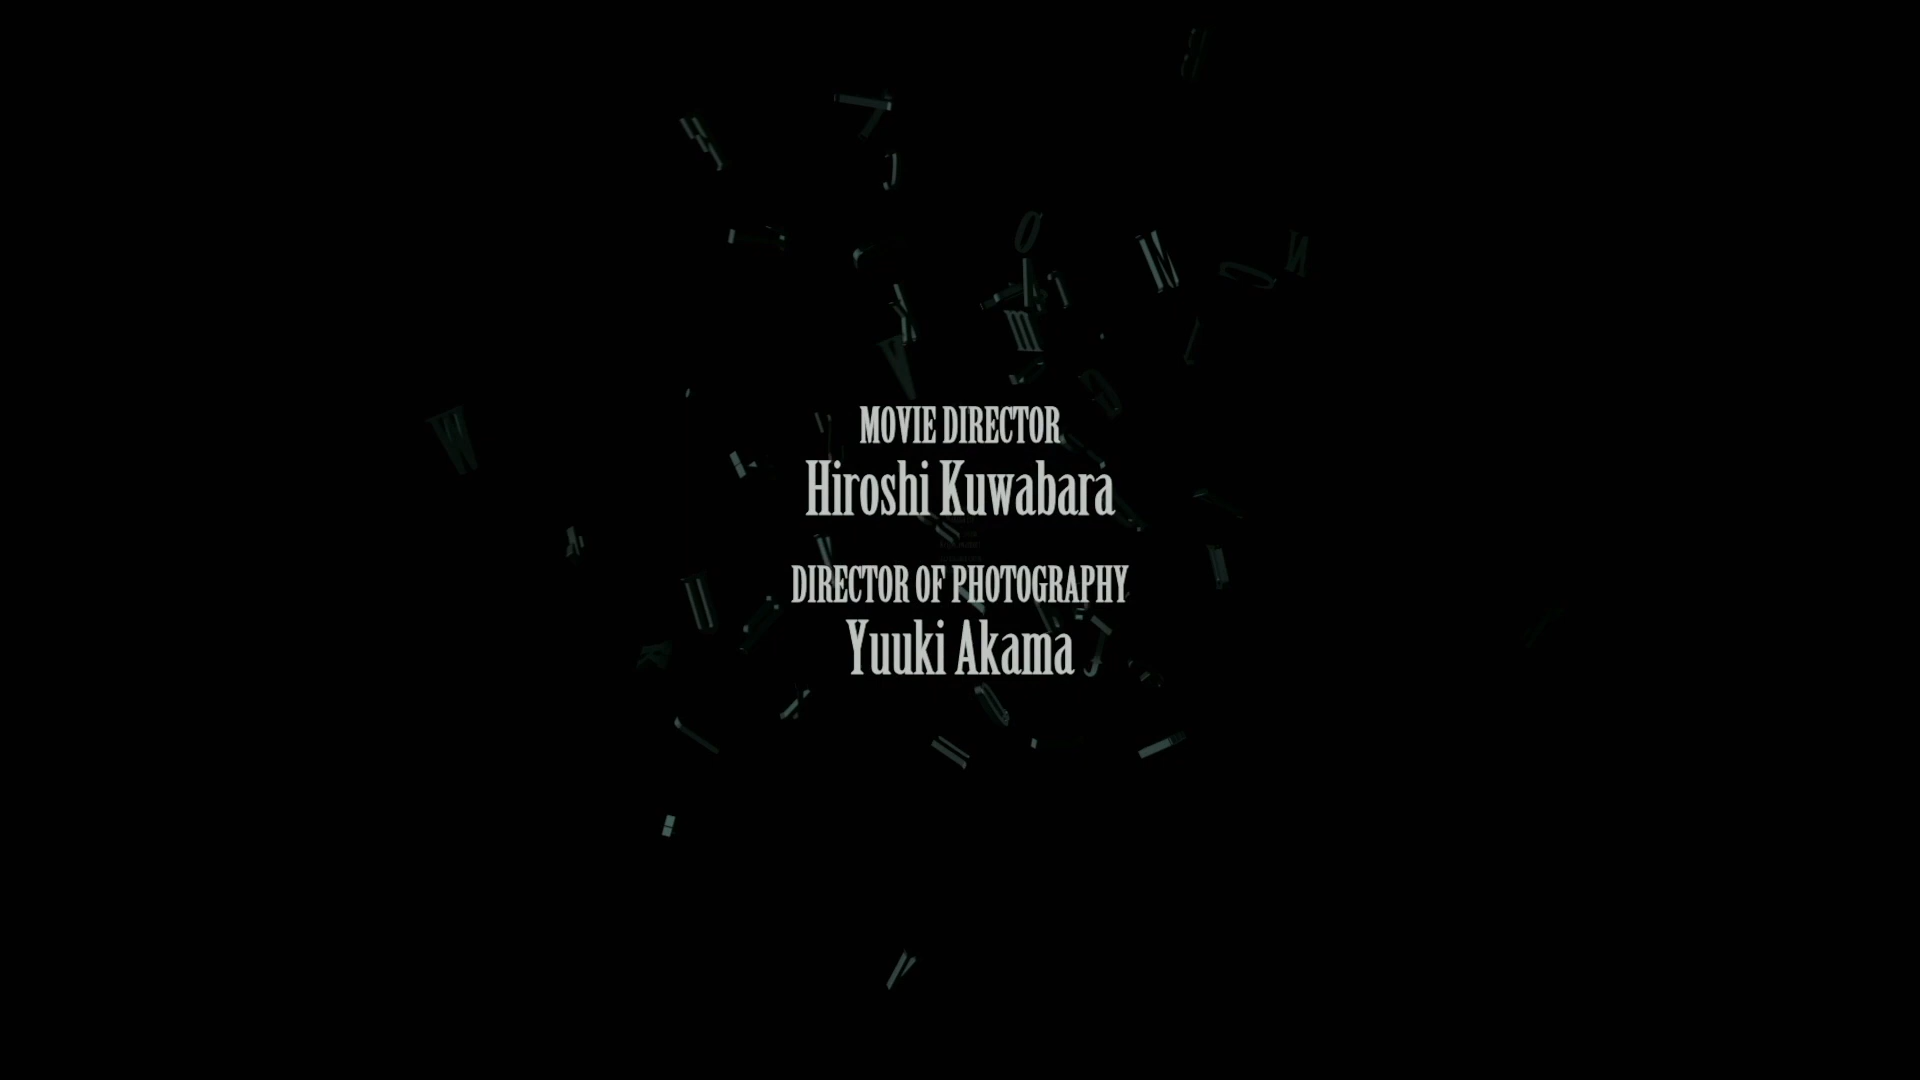 MOVIE DIRECTOR
Hiroshi Kuwabara
DIRECTOR OF PHOTOGRAPHY
Yuuki Akama